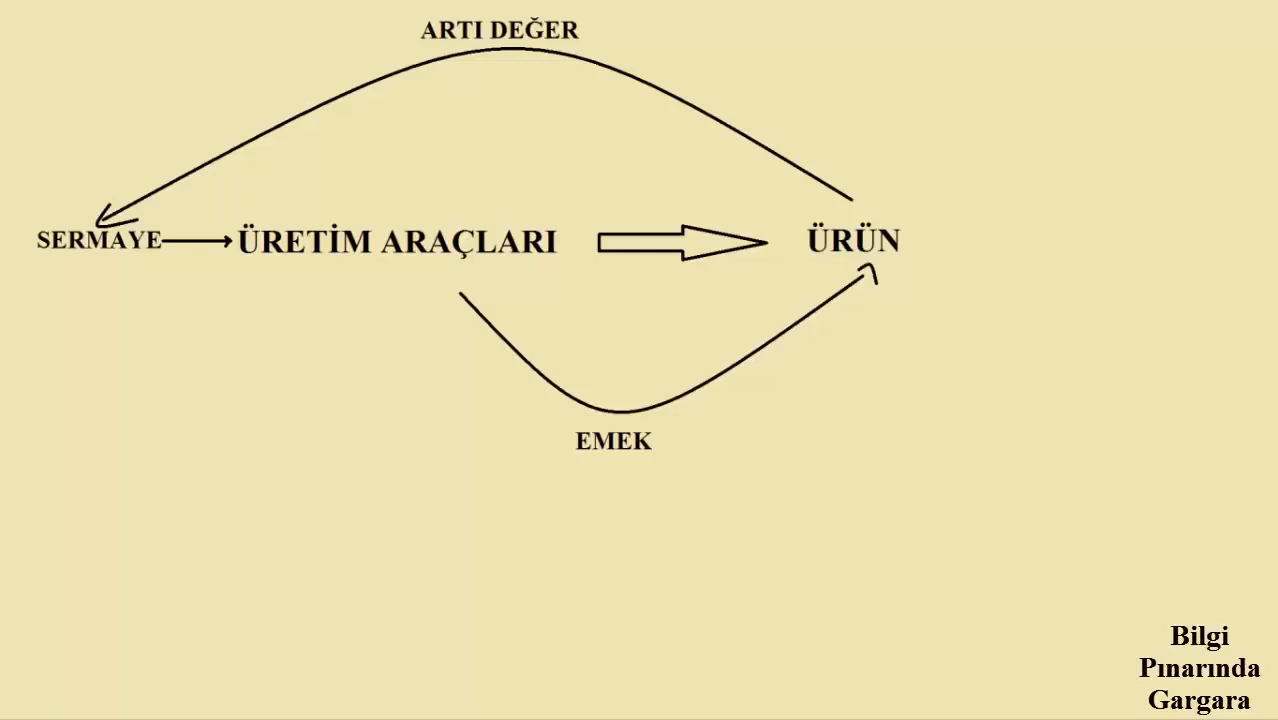 ARTI DEĞER
SERMAYE ÜRETİM ARAÇLARI ÜRÜN
EMEK
Bilgi
Pınarında
Gargara